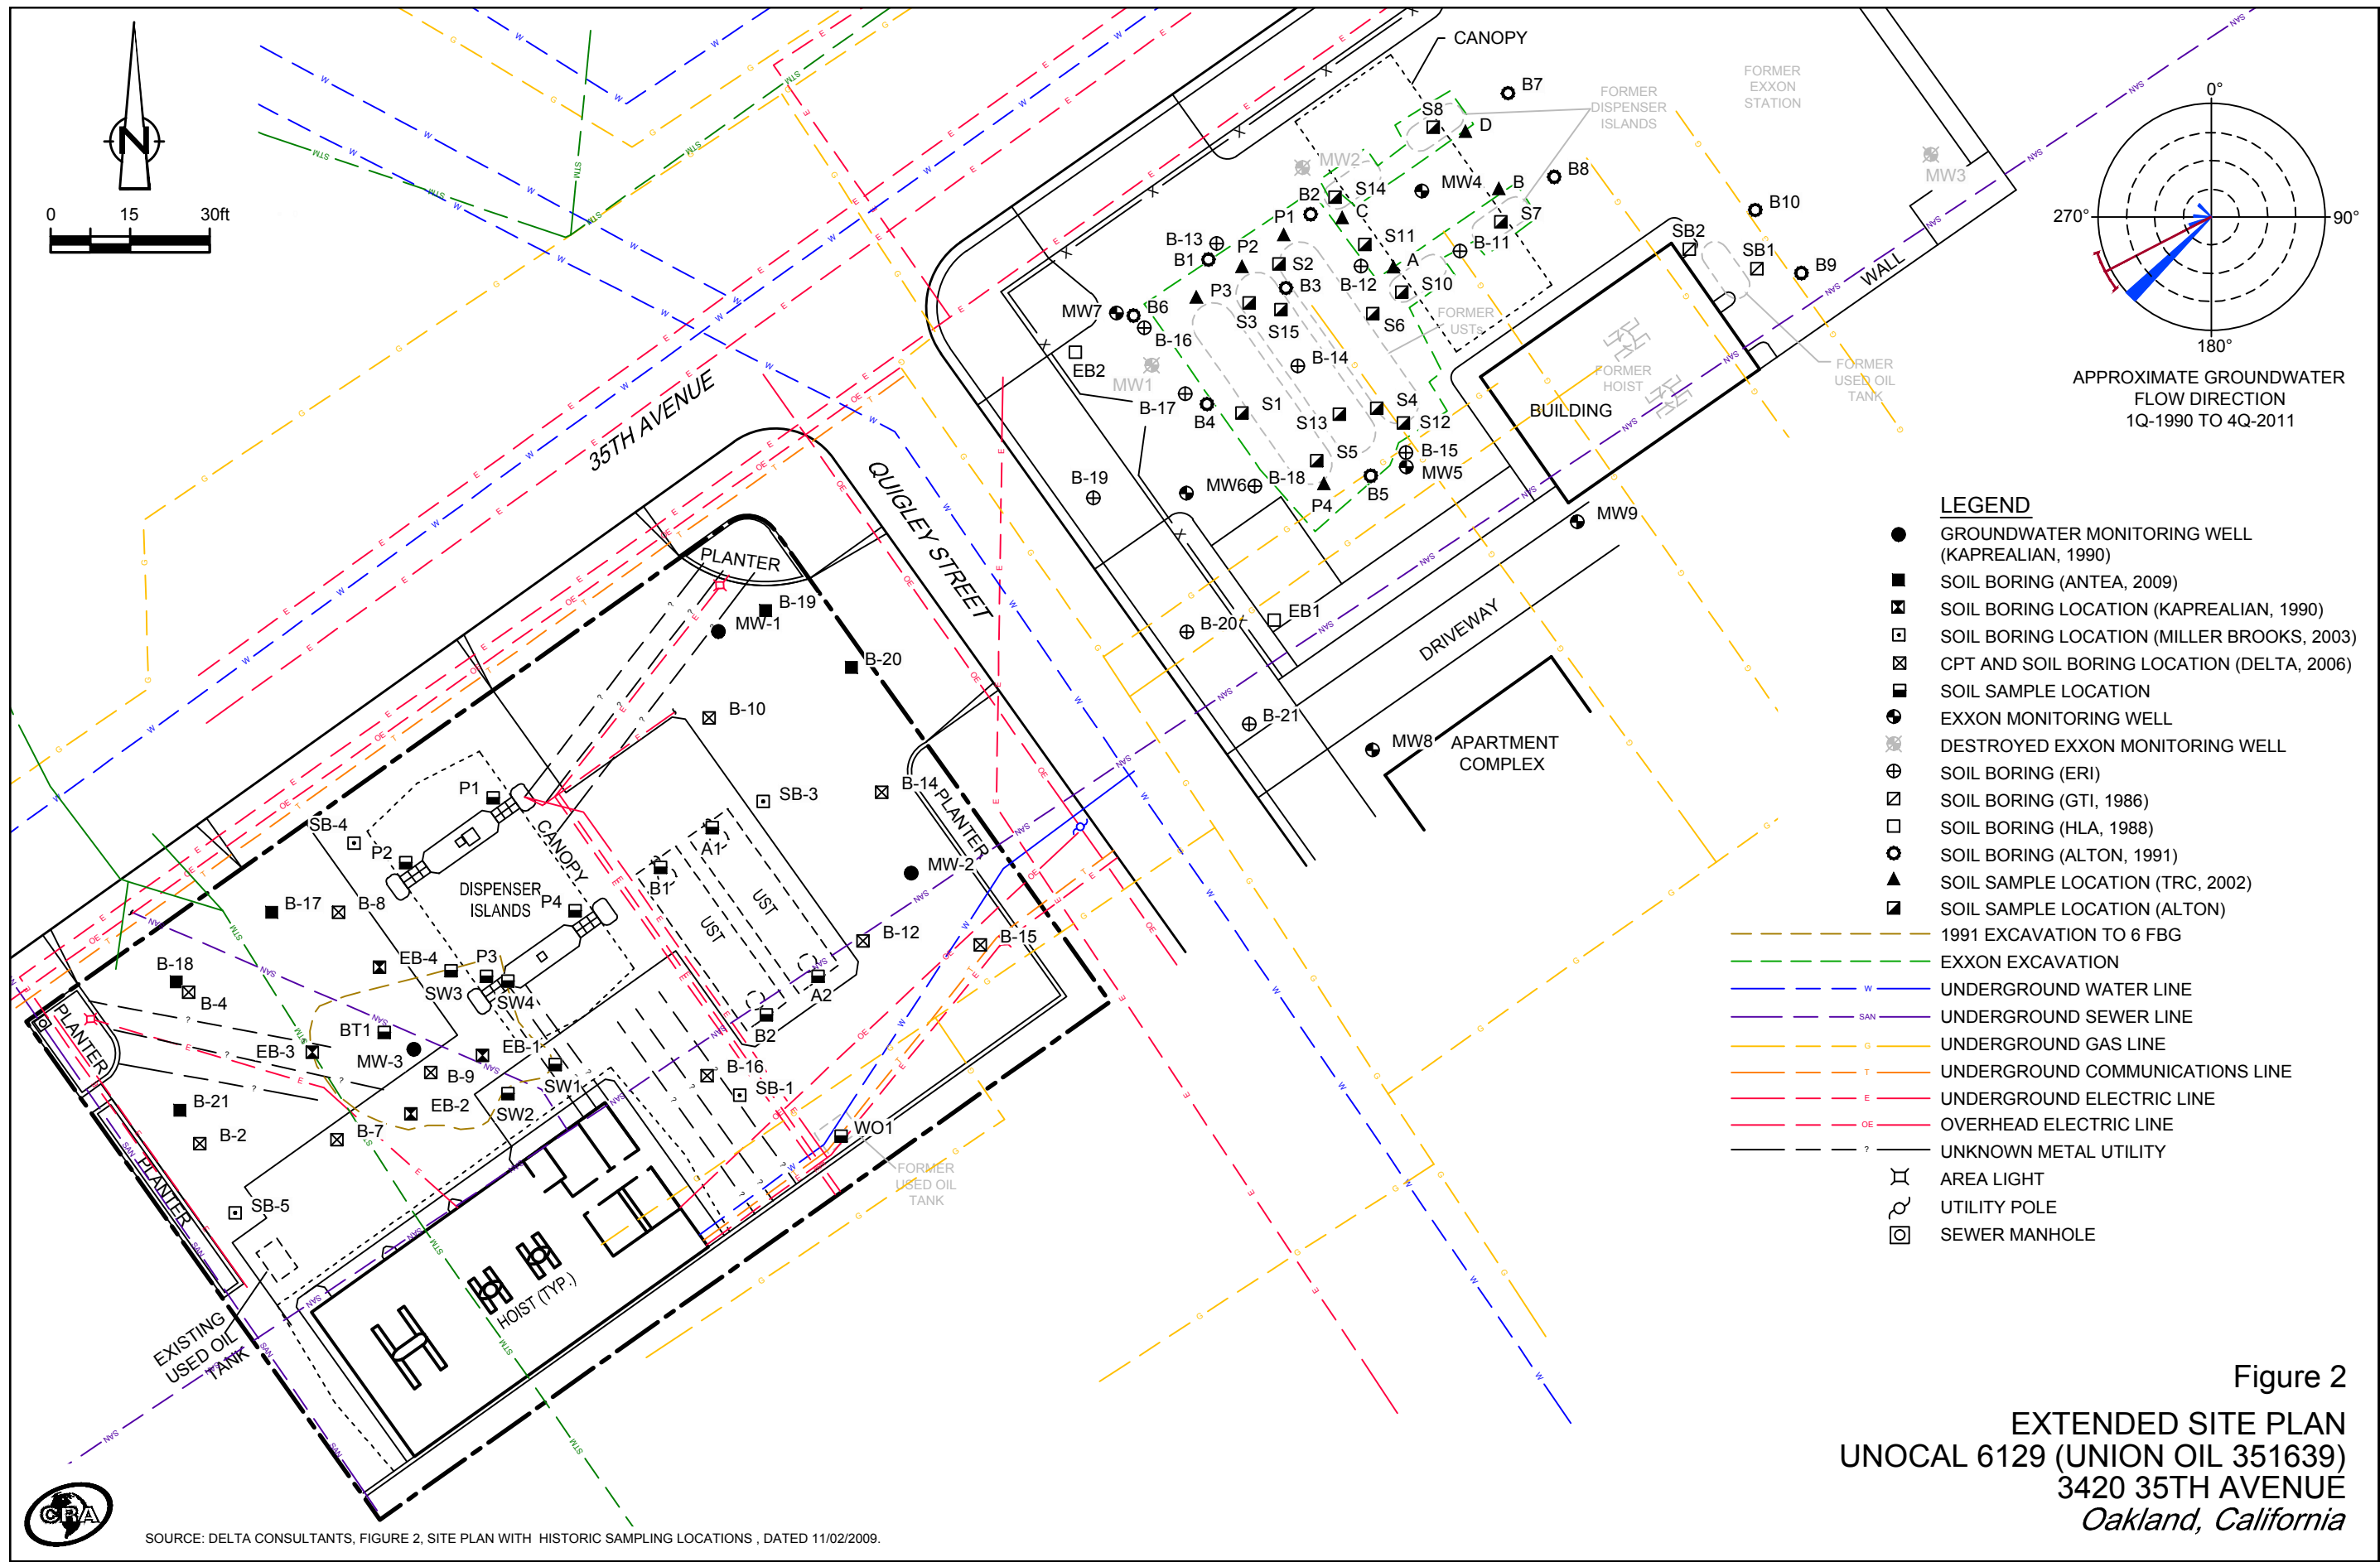 N
0 15 30ft
35TH AVENUE
QUIGLEY STREET
CANOPY
FORMER
DISPENSER
ISLANDS
FORMER
EXXON
STATION
B7
S8
D
MW2
S14
MW4
B
B8
B2
C
S7
P1
B10
MW3
B-13
P2
S11
B-11
SB2
B1
S2
A
SB1
B9
B-12
S10
WALL
P3
B3
MW7
B6
S3
S15
S6
FORMER
USTs
B-16
B-14
EB2
MW1
FORMER
HOIST
FORMER
USED OIL
TANK
BUILDING
B-17
B4
S1
S13
S4
S12
S5
B-15
MW5
B-19
MW6
B-18
P4
B5
MW9
B-20
EB1
DRIVEWAY
B-21
MW8
APARTMENT
COMPLEX
0°
270°
90°
180°
APPROXIMATE GROUNDWATER
FLOW DIRECTION
1Q-1990 TO 4Q-2011
PLANTER
B-19
MW-1
B-20
B-10
P1
SB-4
P2
CANOPY
SB-3
B-14
PLANTER
A1
B1
MW-2
DISPENSER
ISLANDS
P4
UST
UST
B-17
B-8
B-12
B-15
EB-4
P3
SW3
SW4
A2
B-18
B-4
PLANTER
BT1
EB-3
MW-3
EB-1
B2
B-9
SW1
B-16
SB-1
B-21
EB-2
SW2
B-2
B-7
WO1
FORMER
USED OIL
TANK
PLANTER
SB-5
HOIST (TYP.)
EXISTING
USED OIL
TANK
LEGEND
GROUNDWATER MONITORING WELL
(KAPREALIAN, 1990)
SOIL BORING (ANTEA, 2009)
SOIL BORING LOCATION (KAPREALIAN, 1990)
SOIL BORING LOCATION (MILLER BROOKS, 2003)
CPT AND SOIL BORING LOCATION (DELTA, 2006)
SOIL SAMPLE LOCATION
EXXON MONITORING WELL
DESTROYED EXXON MONITORING WELL
SOIL BORING (ERI)
SOIL BORING (GTI, 1986)
SOIL BORING (HLA, 1988)
SOIL BORING (ALTON, 1991)
SOIL SAMPLE LOCATION (TRC, 2002)
SOIL SAMPLE LOCATION (ALTON)
1991 EXCAVATION TO 6 FBG
EXXON EXCAVATION
W UNDERGROUND WATER LINE
SAN UNDERGROUND SEWER LINE
G UNDERGROUND GAS LINE
T UNDERGROUND COMMUNICATIONS LINE
E UNDERGROUND ELECTRIC LINE
OE OVERHEAD ELECTRIC LINE
? UNKNOWN METAL UTILITY
AREA LIGHT
UTILITY POLE
SEWER MANHOLE
Figure 2
EXTENDED SITE PLAN
UNOCAL 6129 (UNION OIL 351639)
3420 35TH AVENUE
Oakland, California
CRA
SOURCE: DELTA CONSULTANTS, FIGURE 2, SITE PLAN WITH HISTORIC SAMPLING LOCATIONS , DATED 11/02/2009.